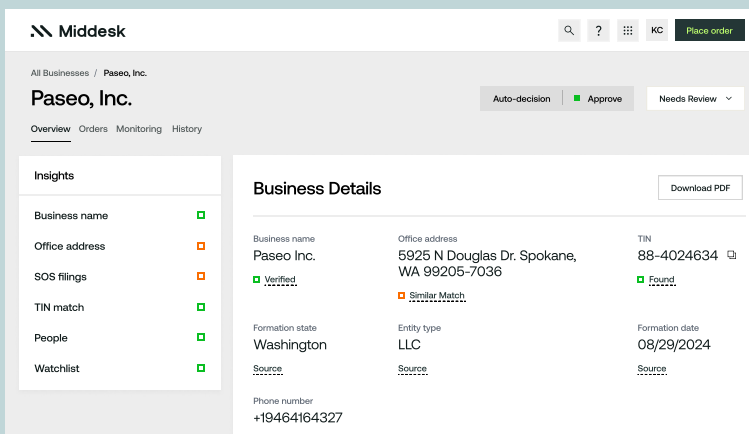 Middesk
? KC Place order
All Businesses / Paseo, Inc.
Paseo, Inc.
Auto-decision Approve Needs Review
Overview Orders Monitoring History
Insights
Business name
Office address
SOS filings
TIN match
People
Watchlist
Business Details
Download PDF
Business name Office address TIN
Paseo Inc. 5925 N Douglas Dr. Spokane, 88-4024634
WA 99205-7036
Verified Found
Similar Match
Formation state Entity type Formation date
Washington LLC 08/29/2024
Source Source Source
Phone number
+19464164327